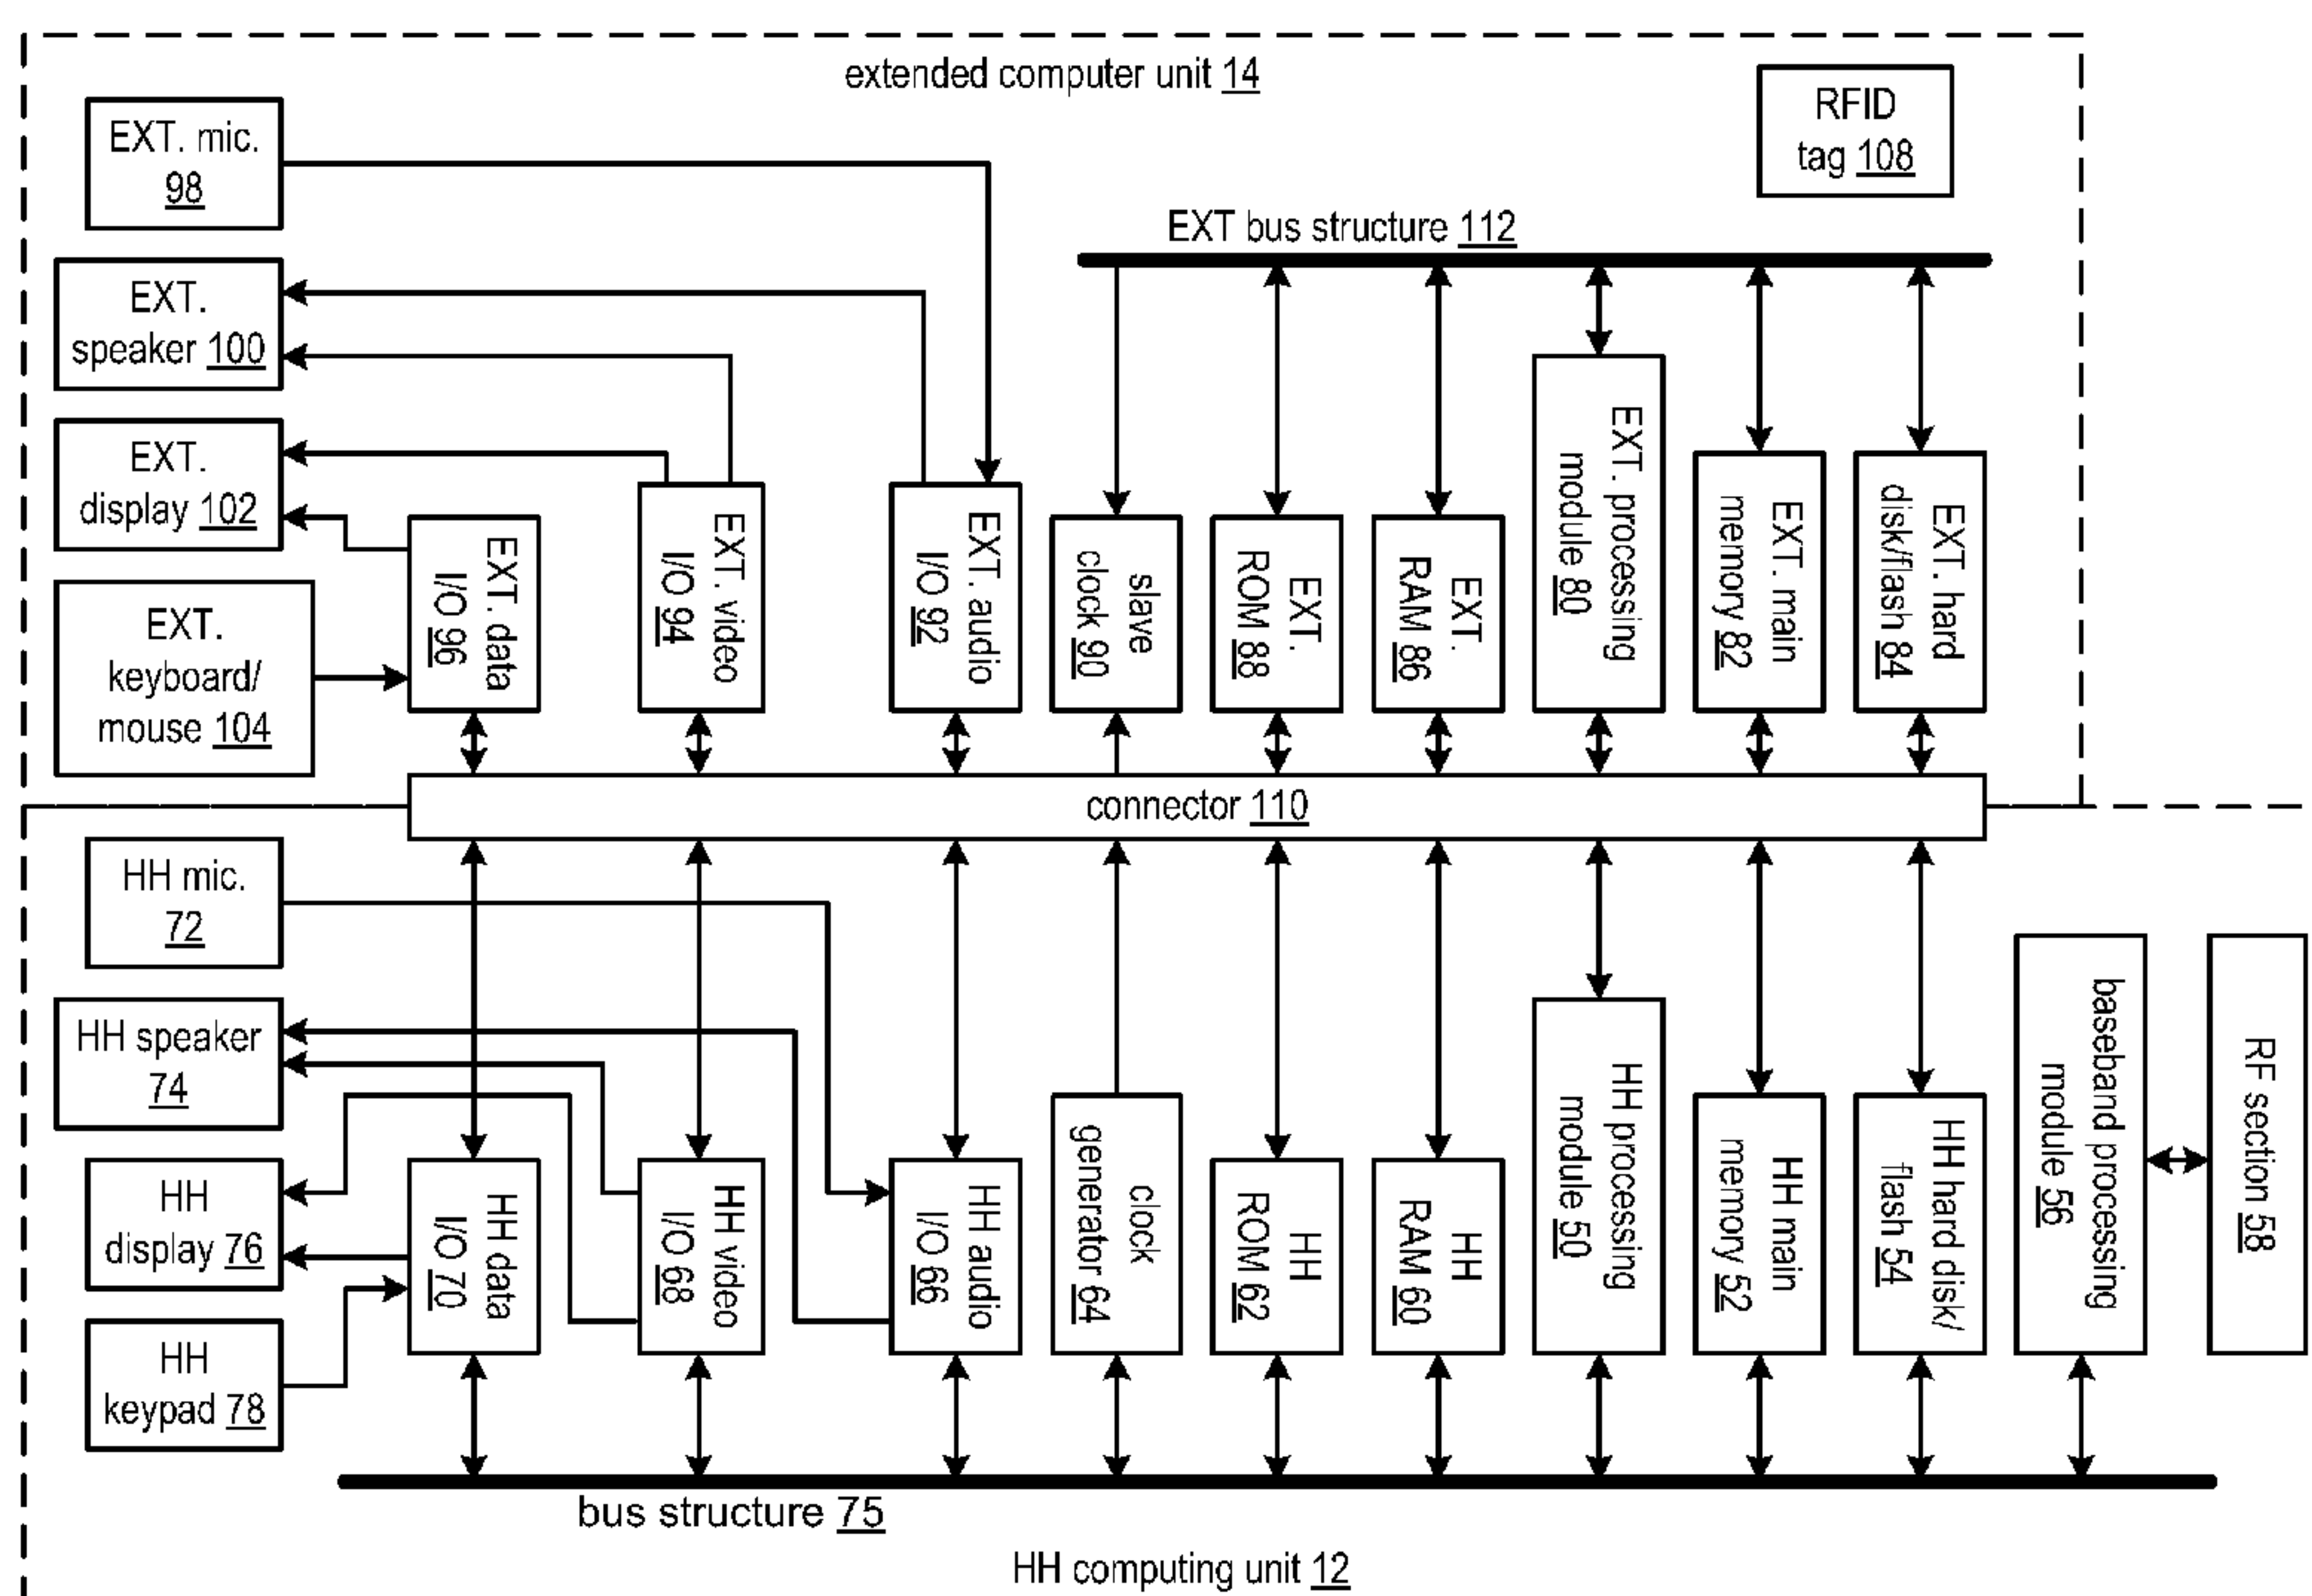 extended computer unit 14
RFID
tag 108
EXT. mic.
98
EXT bus structure 112
EXT.
speaker 100
EXT.
display 102
EXT.
keyboard/
mouse 104
EXT. data
I/O 96
EXT. video
I/O 94
EXT. audio
I/O 92
slave
clock 90
EXT.
ROM 88
EXT.
RAM 86
EXT. processing
module 80
EXT. main
memory 82
EXT. hard
disk/flash 84
connector 110
HH mic.
72
HH speaker
74
HH
display 76
HH
keypad 78
HH data
I/O 70
HH video
I/O 68
HH audio
I/O 66
clock
generator 64
HH
ROM 62
HH
RAM 60
HH processing
module 50
HH main
memory 52
HH hard disk/
flash 54
baseband processing
module 56
RF section 58
bus structure 75
HH computing unit 12